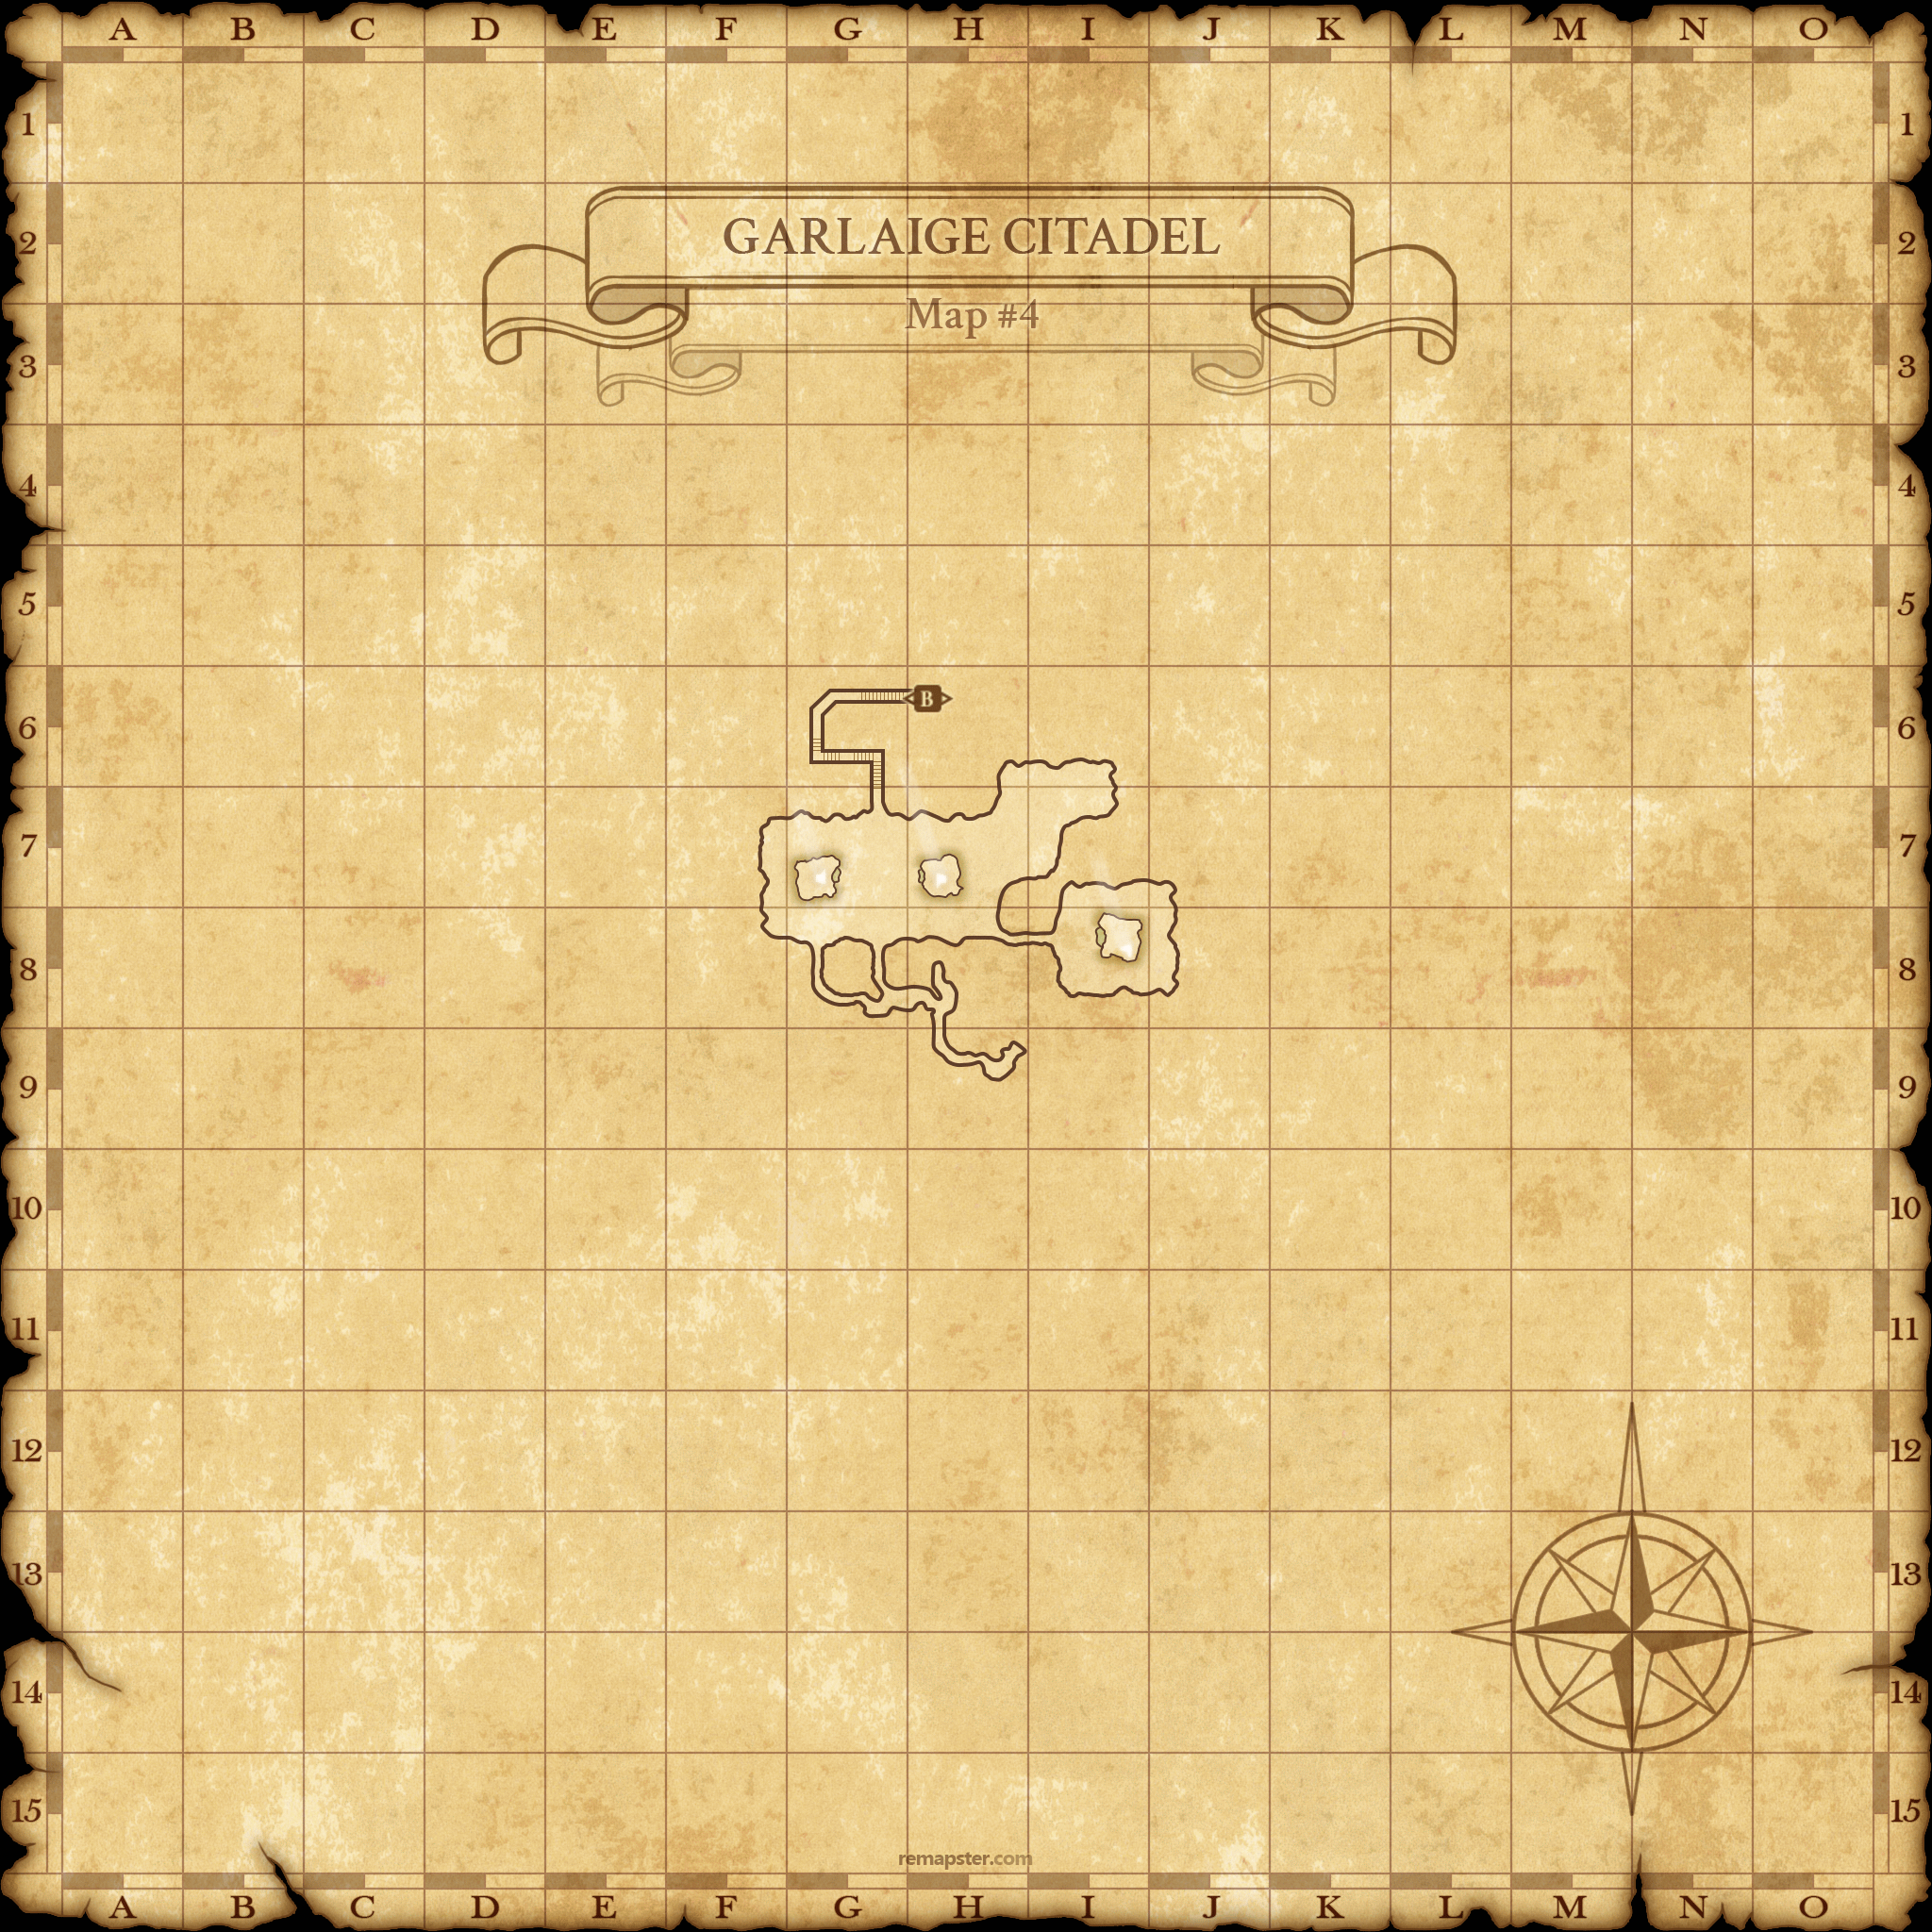 A B C D E F G H I J K L M N O
1 1
GARLAIGE CITADEL
2 2
Map #4
3 3
4 4
5 5
B
6 6
7 7
8 8
9 9
10 10
11 11
12 12
13 13
14 14
15 15
remapster.com
A B C D E F G H I J K L M N O